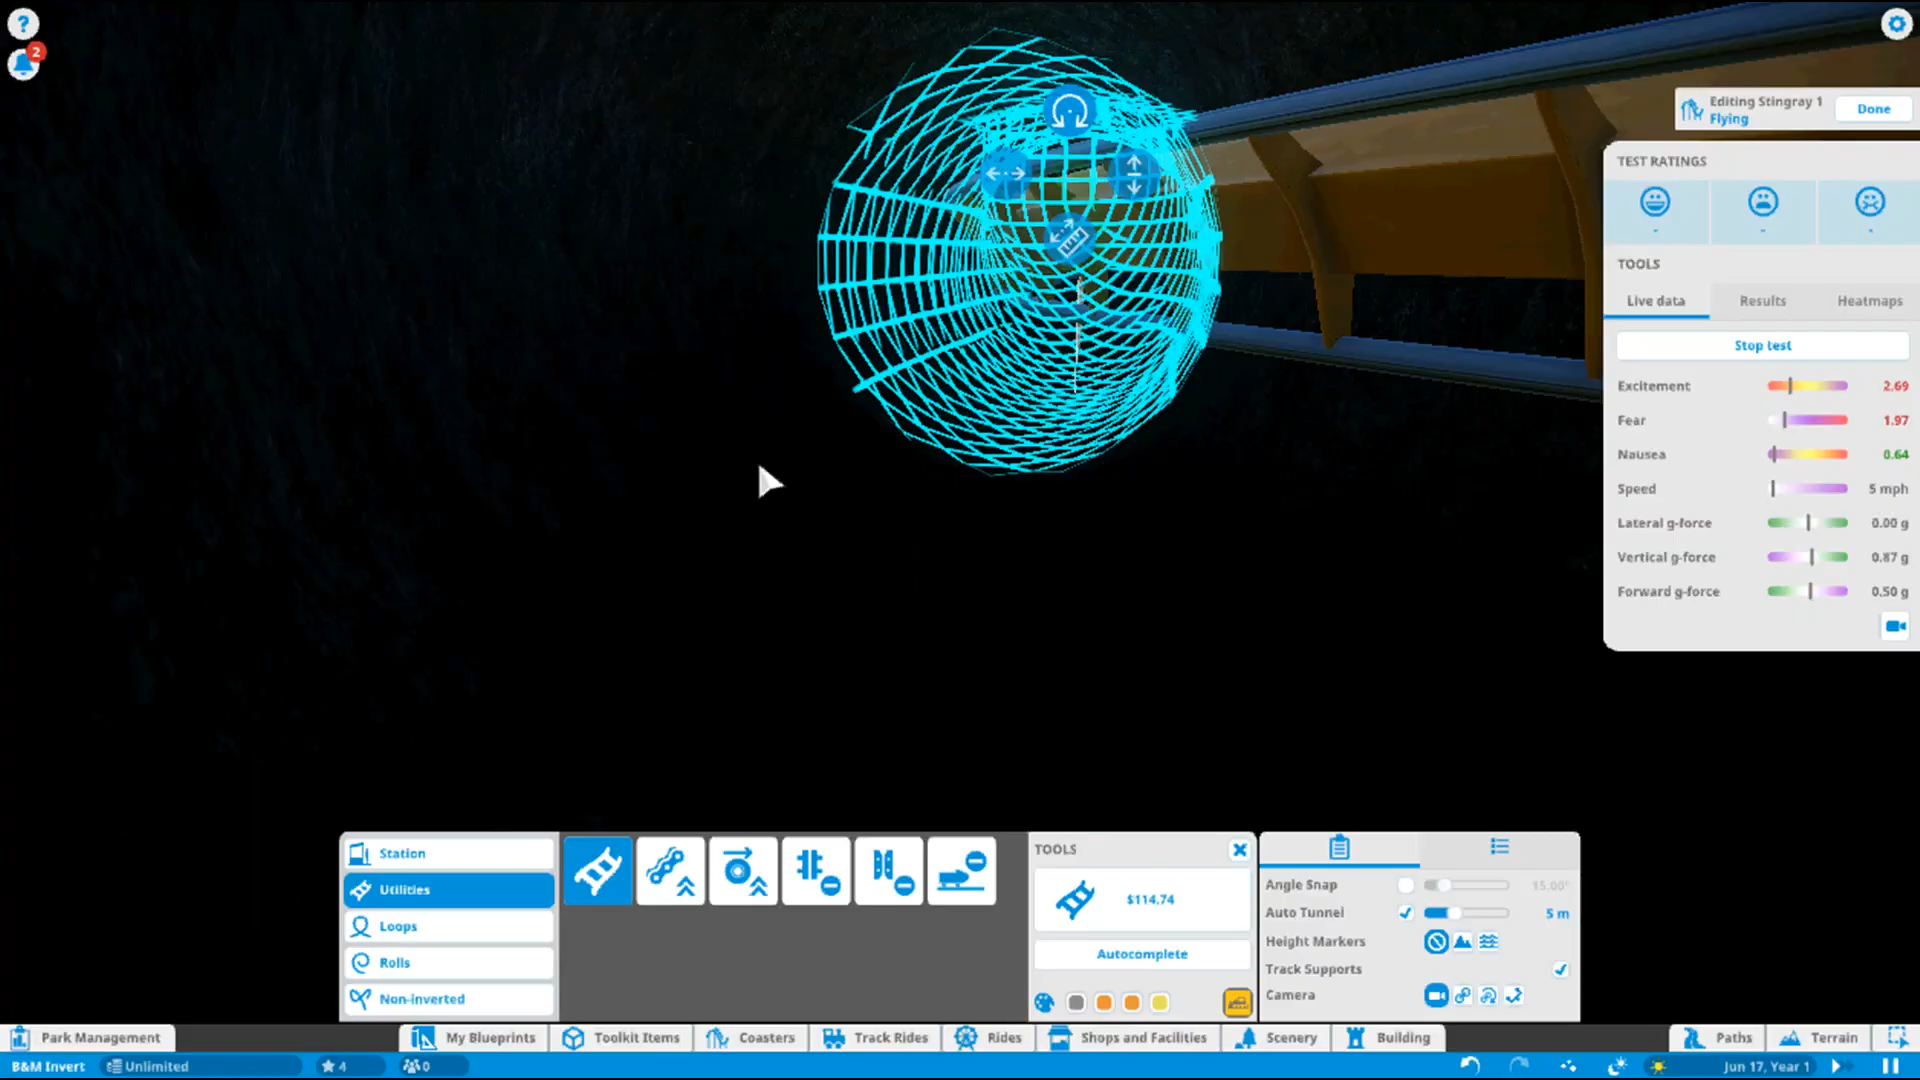 ?
2
Editing Stingray 1
Flying
Done
TEST RATINGS
-
-
-
TOOLS
Live data
Results
Heatmaps
Stop test
Excitement
2.69
Fear
1.97
Nausea
0.64
Speed
5 mph
Lateral g-force
0.00 g
Vertical g-force
0.87 g
Forward g-force
0.50 g
Station
Utilities
Loops
Rolls
Non-inverted
TOOLS
$114.74
Autocomplete
Angle Snap
15.00°
Auto Tunnel
5 m
Height Markers
Track Supports
Camera
Park Management
My Blueprints
Toolkit Items
Coasters
Track Rides
Rides
Shops and Facilities
Scenery
Building
Paths
Terrain
B&M Invert
Unlimited
4
0
Jun 17, Year 1